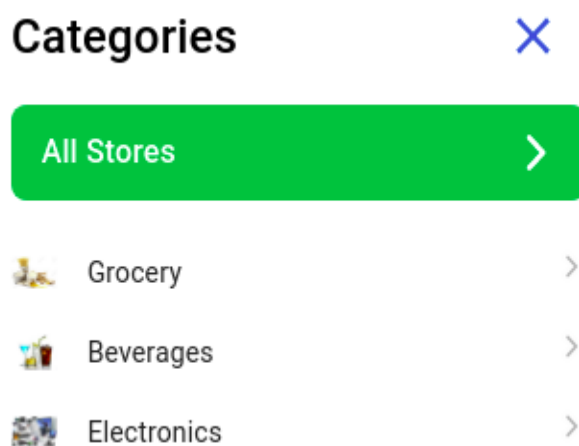 Categories
All Stores
Grocery
Beverages
Electronics